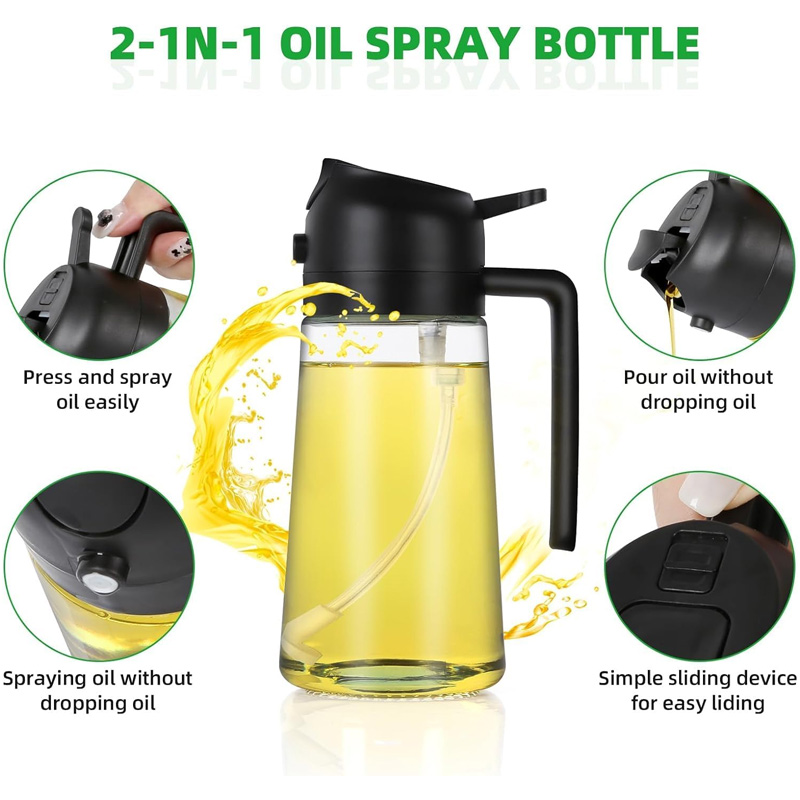 2-1N-1 OIL SPRAY BOTTLE
Press and spray
oil easily
Pour oil without
dropping oil
Spraying oil without
dropping oil
Simple sliding device
for easy liding